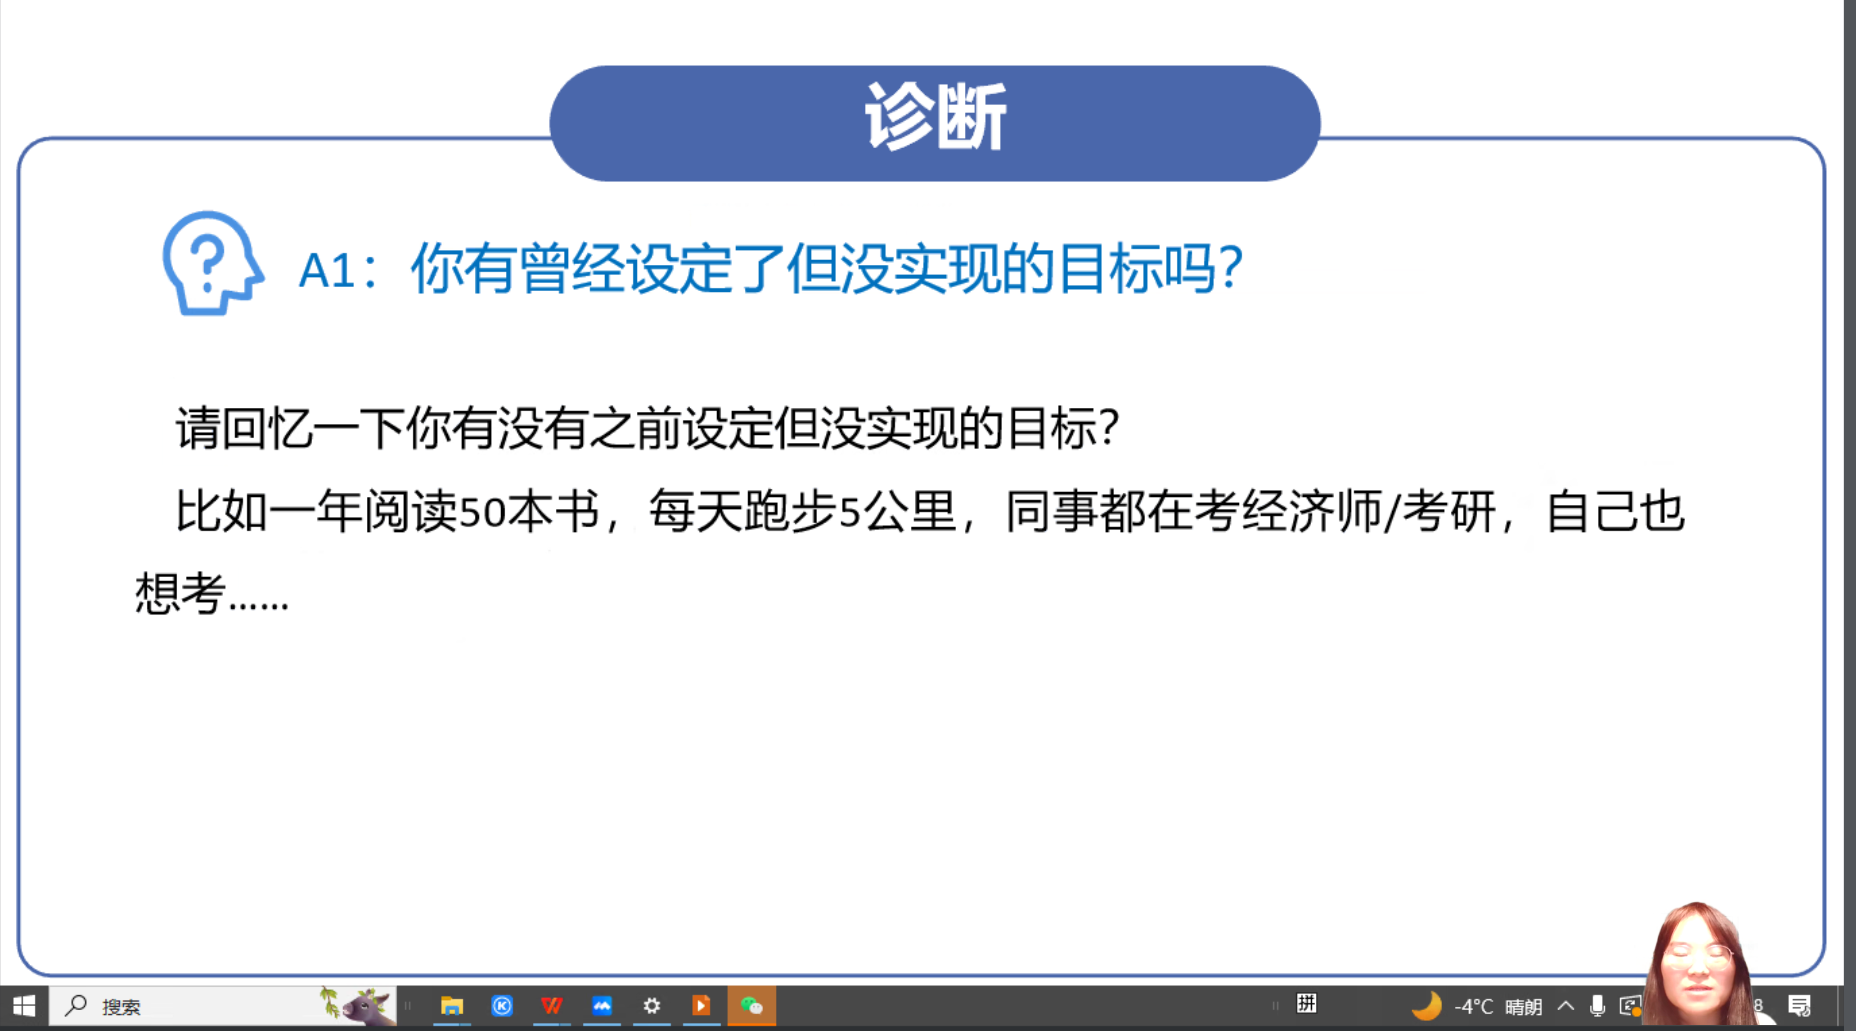 诊断
A1：你有曾经设定了但没实现的目标吗？
请回忆一下你有没有之前设定但没实现的目标？
比如一年阅读50本书，每天跑步5公里，同事都在考经济师/考研，自己也
想考……
搜索
拼
-4°C 晴朗
8